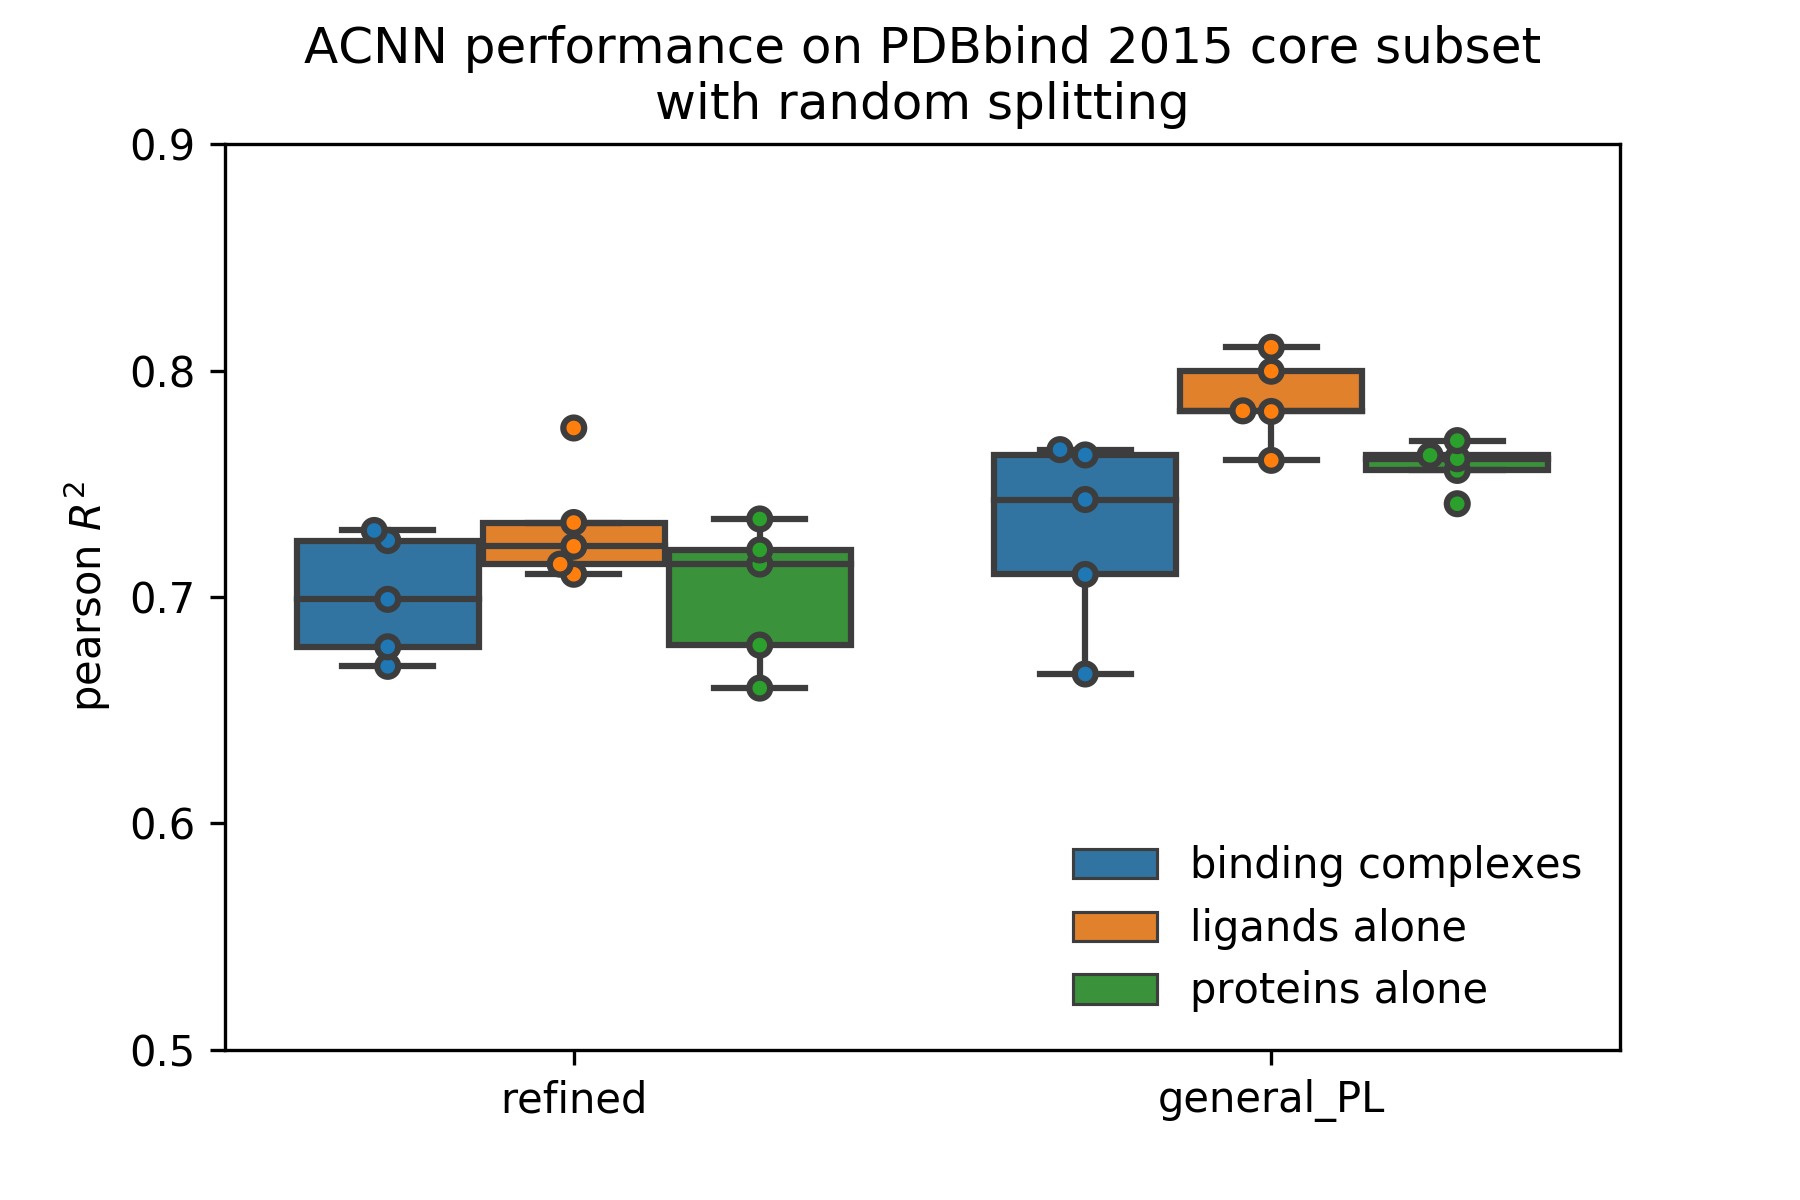 ACNN performance on PDBbind 2015 core subset
with random splitting
0.9
0.8
0.7
0.6
0.5
pearson R²
refined
general_PL
binding complexes
ligands alone
proteins alone